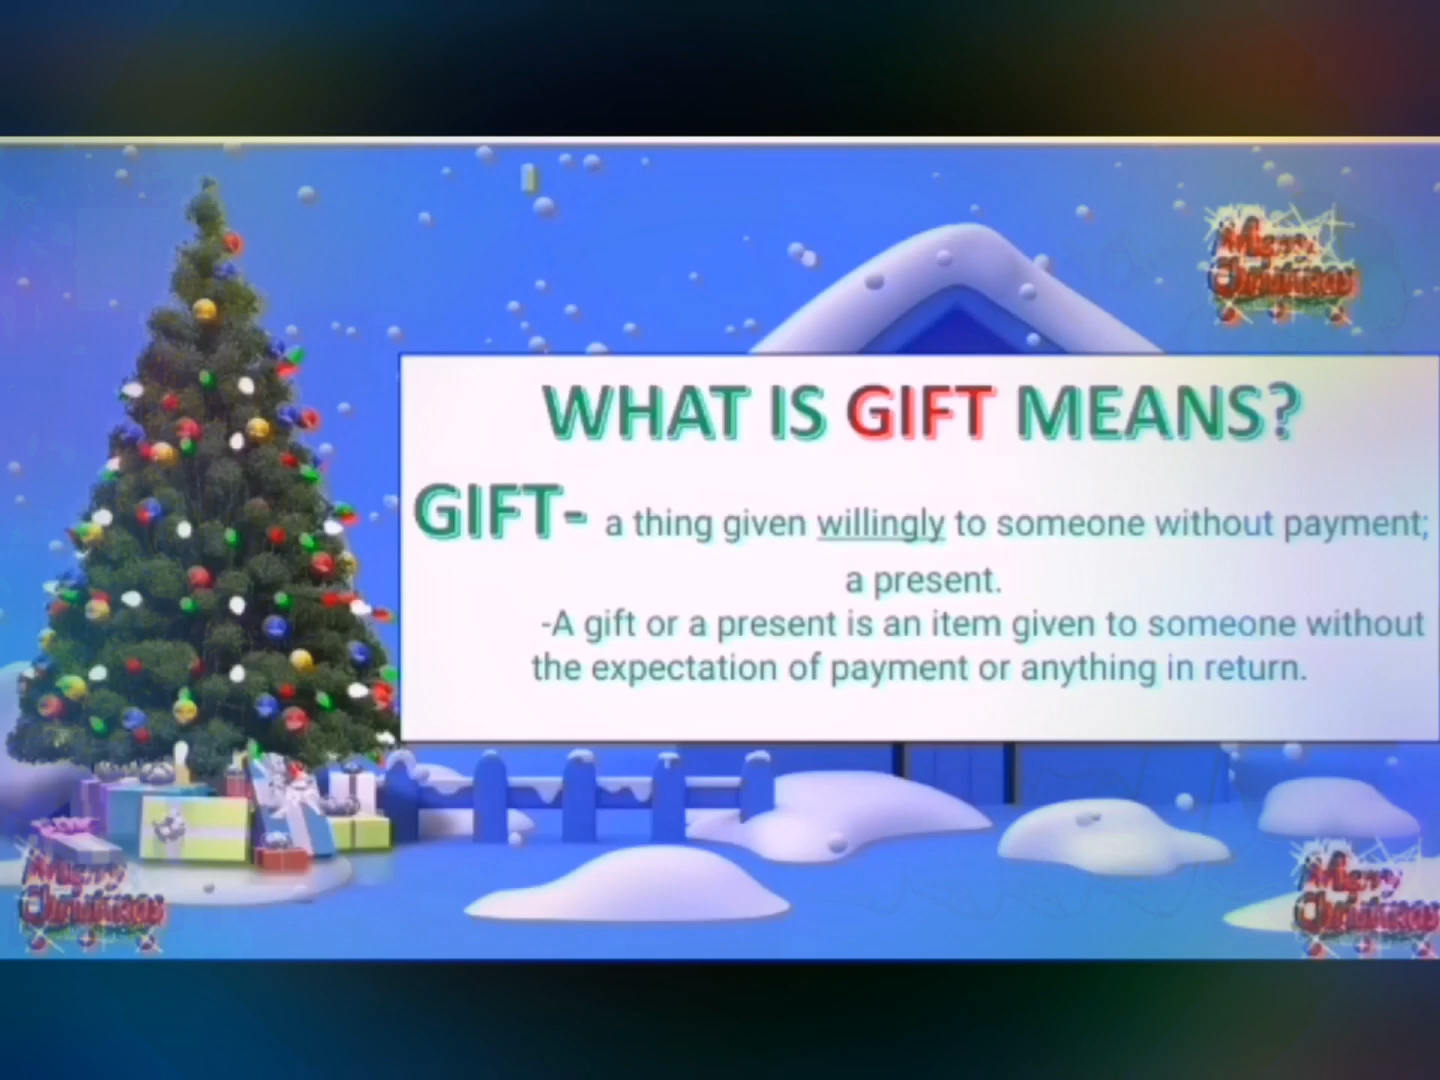 Merry
Christmas
WHAT IS GIFT MEANS?
GIFT- a thing given willingly to someone without payment;
a present.
-A gift or a present is an item given to someone without
the expectation of payment or anything in return.
Merry
Christmas
Merry
Christmas